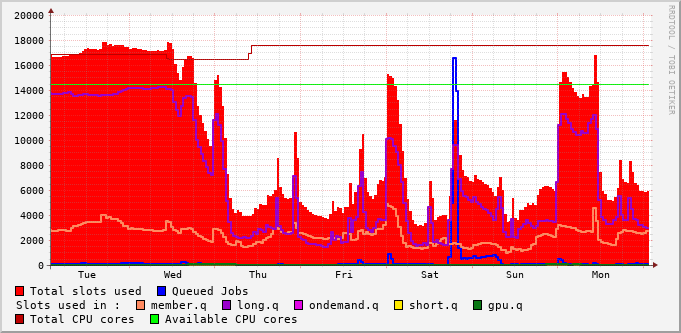 20000
18000
16000
14000
12000
10000
8000
6000
4000
2000
0
Tue Wed Thu Fri Sat Sun Mon
RRDTOOL / TOBI OETIKER
Total slots used Queued Jobs
Slots used in : member.q long.q ondemand.q short.q gpu.q
Total CPU cores Available CPU cores